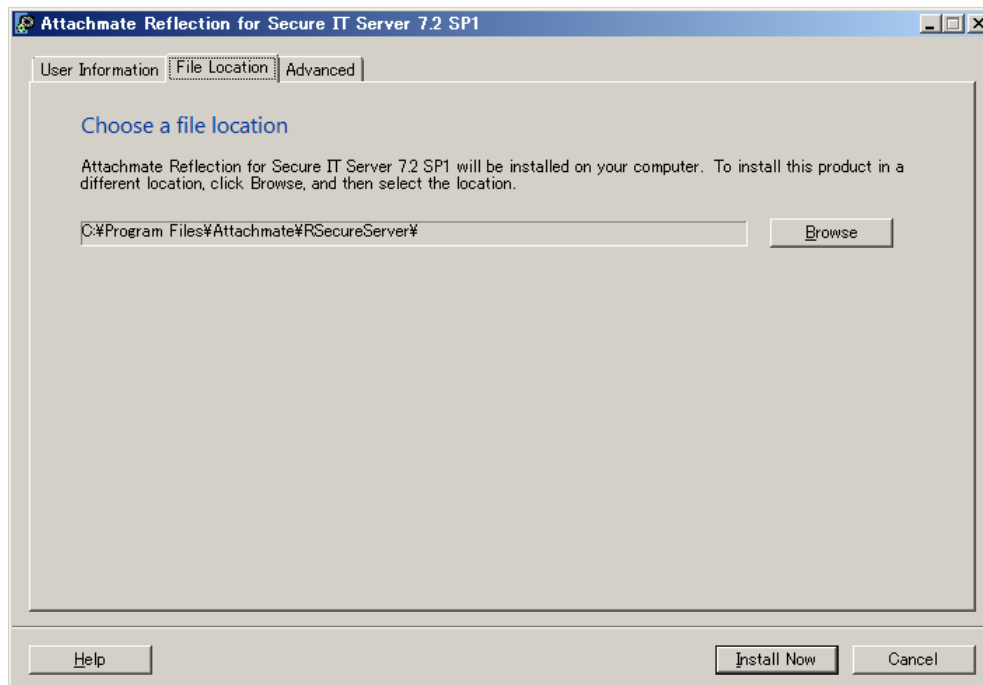 Attachmate Reflection for Secure IT Server 7.2 SP1
User Information File Location Advanced
Choose a file location
Attachmate Reflection for Secure IT Server 7.2 SP1 will be installed on your computer. To install this product in a
different location, click Browse, and then select the location.
C:¥Program Files¥Attachmate¥RSecureServer¥ Browse
Help Install Now Cancel